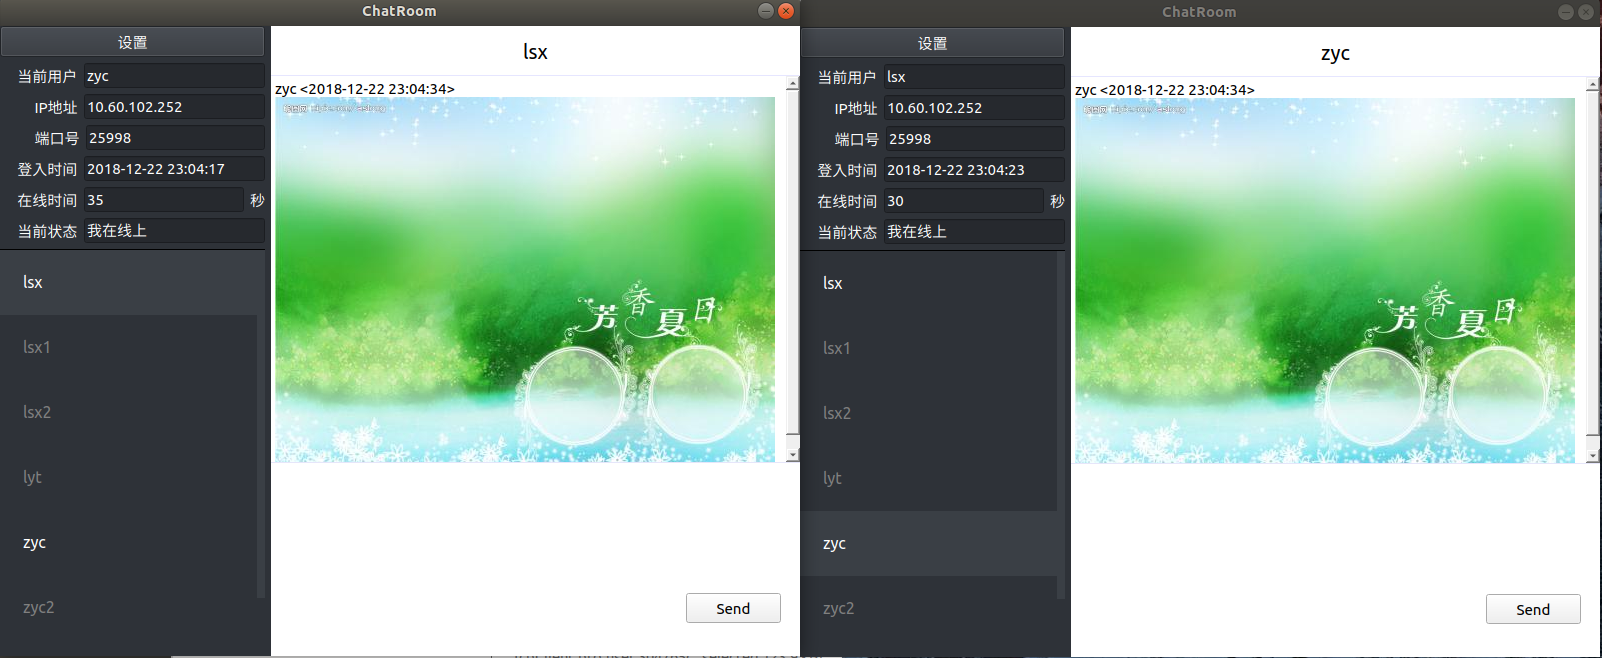 ChatRoom
设置
当前用户 zyc
IP地址 10.60.102.252
端口号 25998
登入时间 2018-12-22 23:04:17
在线时间 35 秒
当前状态 我在线上
lsx
lsx1
lsx2
lyt
zyc
zyc2
lsx
zyc <2018-12-22 23:04:34>
芳香夏日
Send
ChatRoom
设置
当前用户 lsx
IP地址 10.60.102.252
端口号 25998
登入时间 2018-12-22 23:04:23
在线时间 30 秒
当前状态 我在线上
lsx
lsx1
lsx2
lyt
zyc
zyc2
zyc
zyc <2018-12-22 23:04:34>
芳香夏日
Send